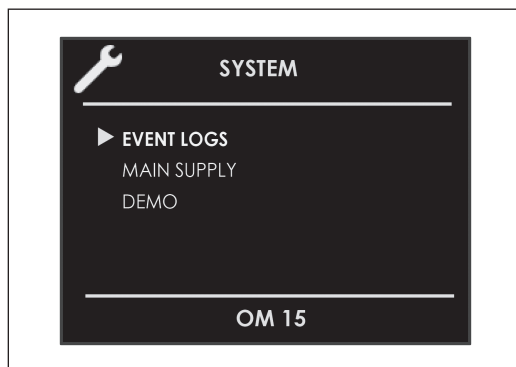 SYSTEM
EVENT LOGS
MAIN SUPPLY
DEMO
OM 15